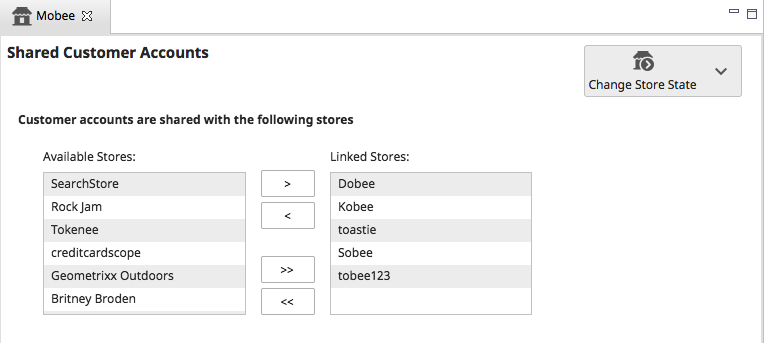 Mobee
Shared Customer Accounts
Change Store State
Customer accounts are shared with the following stores
Available Stores:
SearchStore
Rock Jam
Tokenee
creditcardscope
Geometrixx Outdoors
Britney Broden
>
<
>>
<<
Linked Stores:
Dobee
Kobee
toastie
Sobee
tobee123